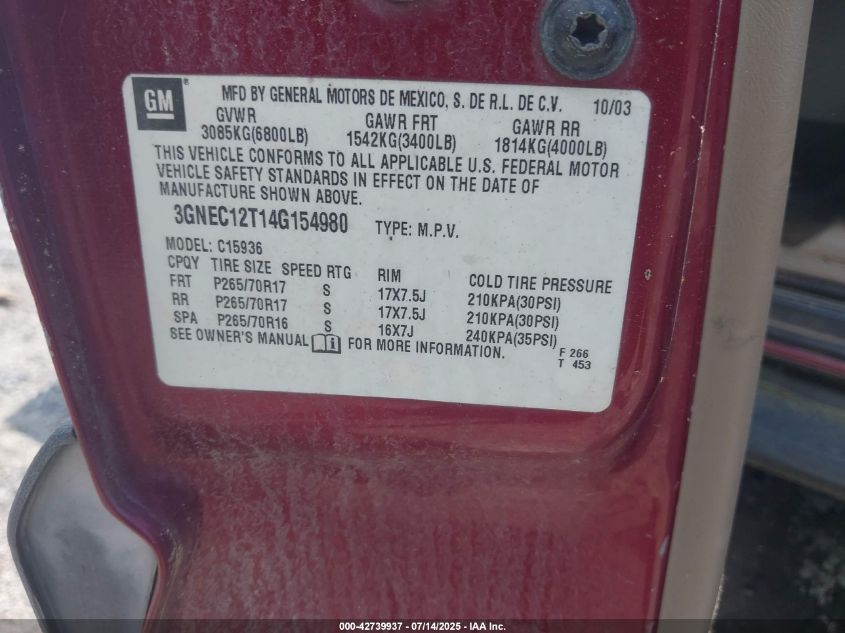 GM ® MFD BY GENERAL MOTORS DE MEXICO, S. DE R.L. DE C.V. 10/03
GVWR GAWR FRT GAWR RR
3085KG(6800LB) 1542KG(3400LB) 1814KG(4000LB)
THIS VEHICLE CONFORMS TO ALL APPLICABLE U.S. FEDERAL MOTOR
VEHICLE SAFETY STANDARDS IN EFFECT ON THE DATE OF
MANUFACTURE SHOWN ABOVE.
3GNEC12T14G154980 TYPE: M.P.V.
MODEL: C15936
CPQY TIRE SIZE SPEED RTG RIM COLD TIRE PRESSURE
FRT P265/70R17 S 17X7.5J 210KPA(30PSI)
RR P265/70R17 S 17X7.5J 210KPA(30PSI)
SPA P265/70R16 S 16X7J 240KPA(35PSI)
SEE OWNER'S MANUAL FOR MORE INFORMATION.
F 266
T 453
000-42739937 - 07/14/2025 - IAA Inc.